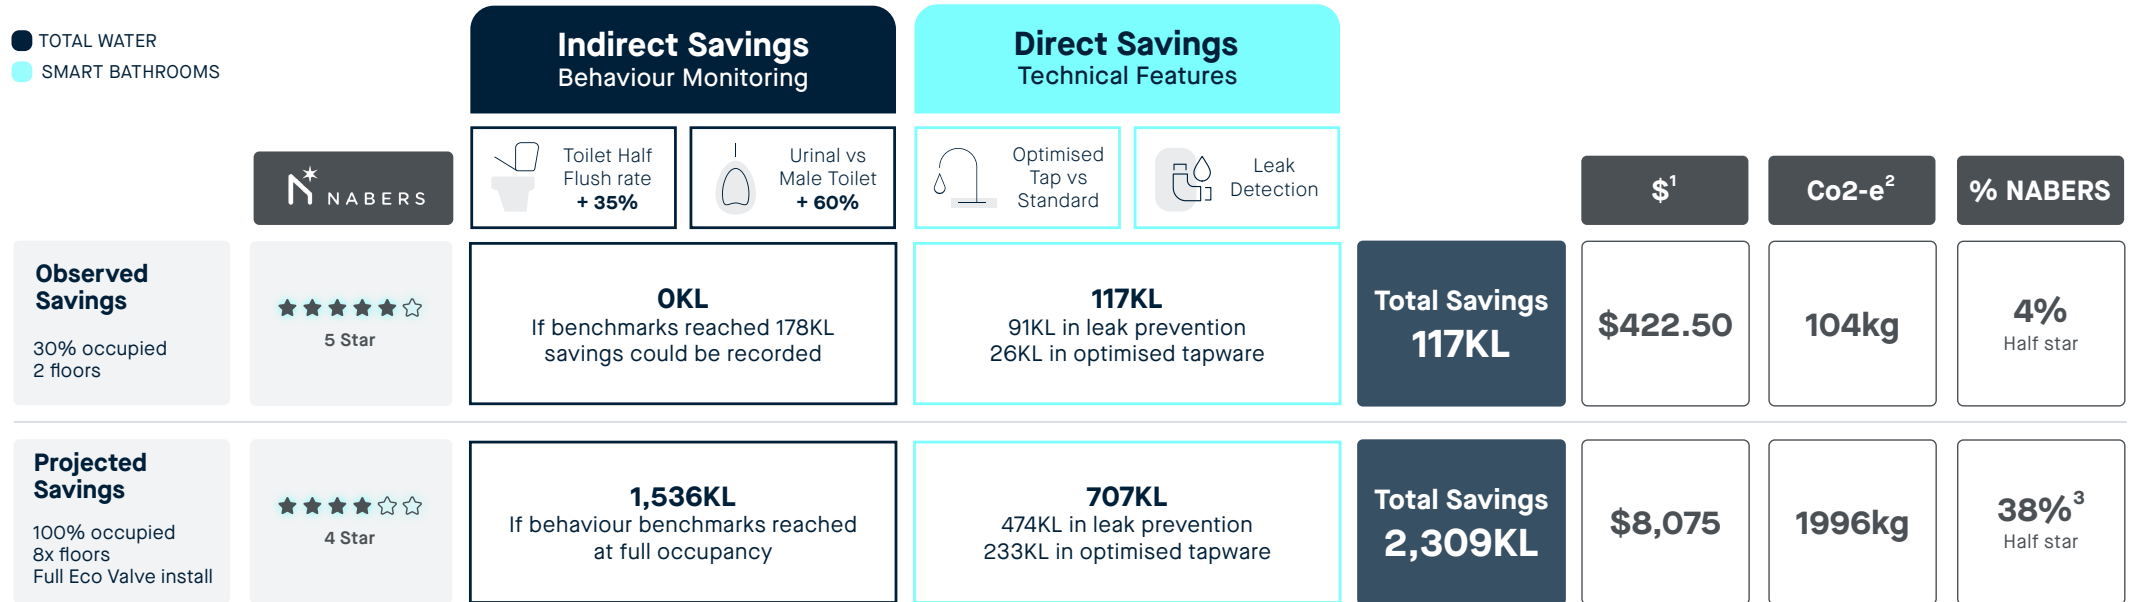 TOTAL WATER
SMART BATHROOMS
Indirect Savings
Behaviour Monitoring
Direct Savings
Technical Features
NABERS
Toilet Half
Flush rate
+ 35%
Urinal vs
Male Toilet
+ 60%
Optimised
Tap vs
Standard
Leak
Detection
$¹
Co2-e²
% NABERS
Observed
Savings
30% occupied
2 floors
5 Star
0KL
If benchmarks reached 178KL
savings could be recorded
117KL
91KL in leak prevention
26KL in optimised tapware
Total Savings
117KL
$422.50
104kg
4%
Half star
Projected
Savings
100% occupied
8x floors
Full Eco Valve install
4 Star
1,536KL
If behaviour benchmarks reached
at full occupancy
707KL
474KL in leak prevention
233KL in optimised tapware
Total Savings
2,309KL
$8,075
1996kg
38%³
Half star